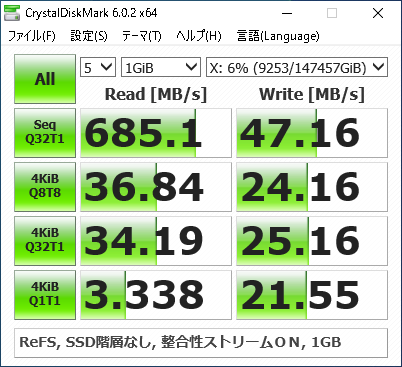 CrystalDiskMark 6.0.2 x64
ファイル(F) 設定(S) テーマ(T) ヘルプ(H) 言語(Language)
All 5 1GiB X: 6% (9253/147457GiB)
Read [MB/s] Write [MB/s]
Seq Q32T1 685.1 47.16
4KiB Q8T8 36.84 24.16
4KiB Q32T1 34.19 25.16
4KiB Q1T1 3.338 21.55
ReFS, SSD階層なし, 整合性ストリームＯＮ, 1GB